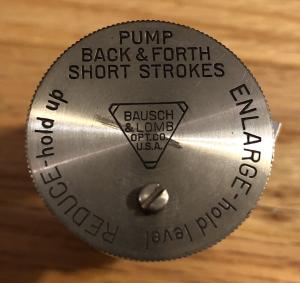 PUMP
BACK & FORTH
SHORT STROKES
BAUSCH
& LOMB
OPT. CO.
U.S.A.
REDUCE-hold up
ENLARGE-hold level